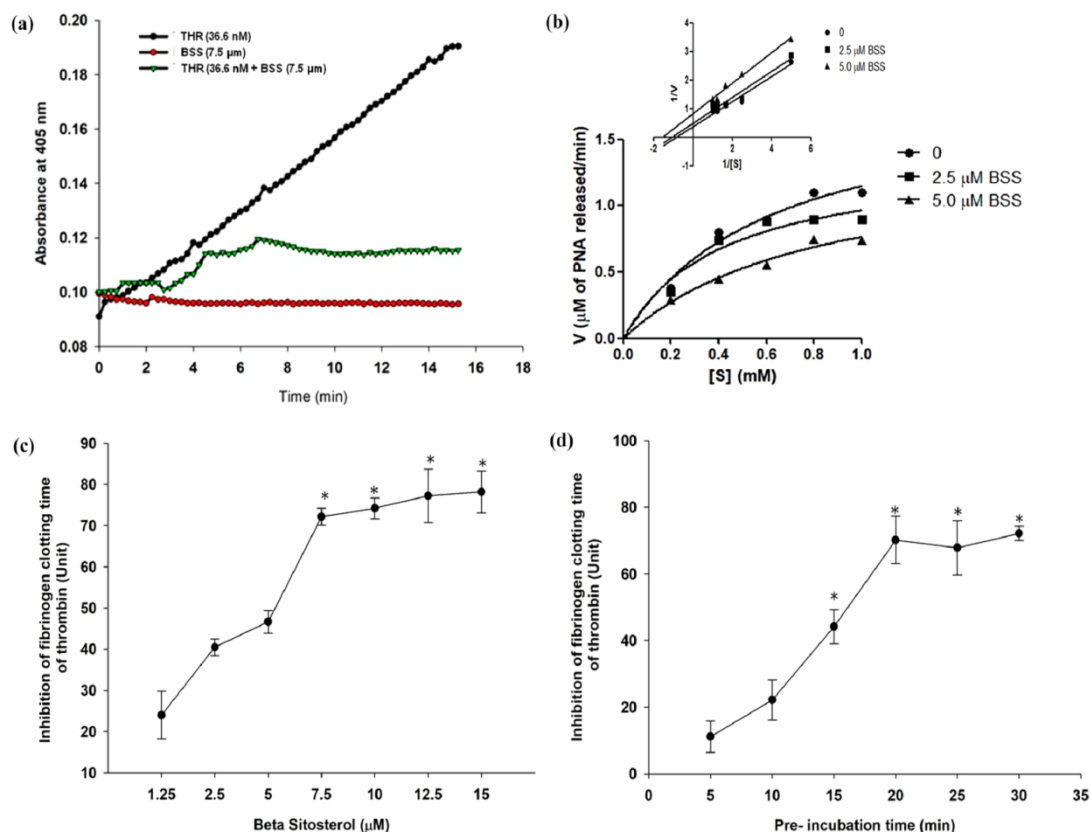 (a)
0.20
0.18
0.16
0.14
0.12
0.10
0.08
Absorbance at 405 nm
THR (36.6 nM)
BSS (7.5 µm)
THR (36.6 nM + BSS (7.5 µm)
0 2 4 6 8 10 12 14 16 18
Time (min)
(b)
4
3
2
1
-1
1/V
-2 0 2 4 6
1/[S]
0
2.5 µM BSS
5.0 µM BSS
1.5
1.0
0.5
0.0
V (µM of PNA released/min)
0.0 0.2 0.4 0.6 0.8 1.0
[S] (mM)
0
2.5 µM BSS
5.0 µM BSS
(c)
90
80
70
60
50
40
30
20
10
Inhibition of fibrinogen clotting time
of thrombin (Unit)
* * * *
1.25 2.5 5 7.5 10 12.5 15
Beta Sitosterol (µM)
(d)
100
80
60
40
20
0
Inhibition of fibrinogen clotting time
of thrombin (Unit)
* * * *
0 5 10 15 20 25 30 35
Pre- incubation time (min)